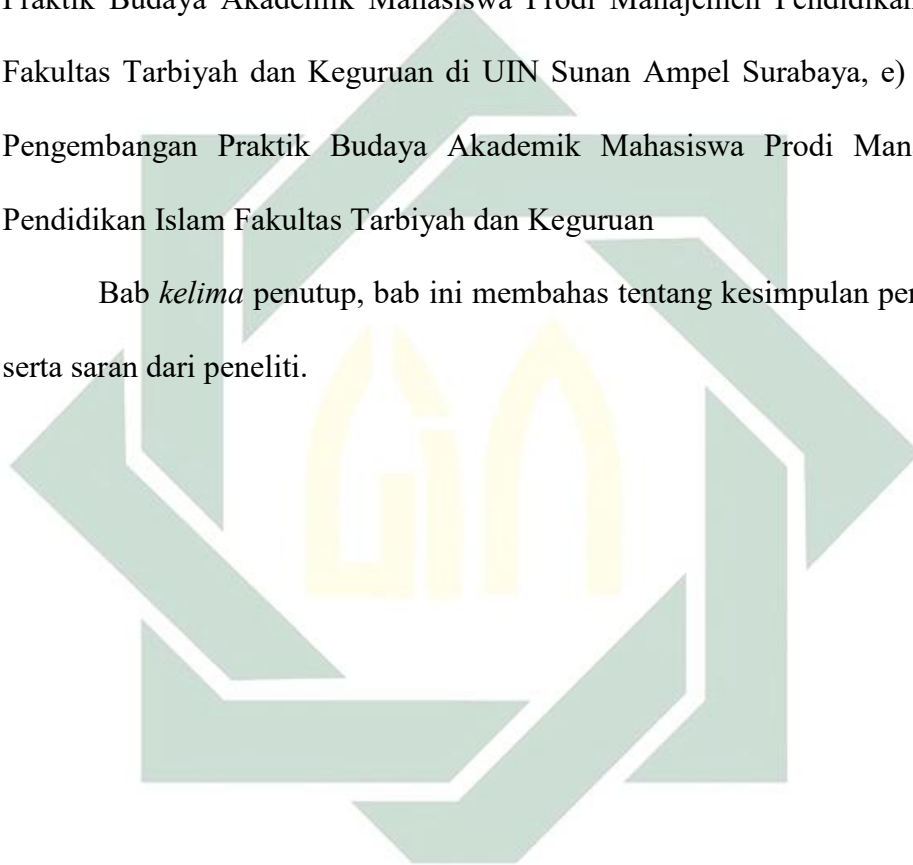 Praktik Budaya Akademik Mahasiswa Prodi Manajemen Pendidikan
Fakultas Tarbiyah dan Keguruan di UIN Sunan Ampel Surabaya, e)
Pengembangan Praktik Budaya Akademik Mahasiswa Prodi
Pendidikan Islam Fakultas Tarbiyah dan Keguruan
Bab kelima penutup, bab ini membahas tentang kesimpulan
serta saran dari peneliti.